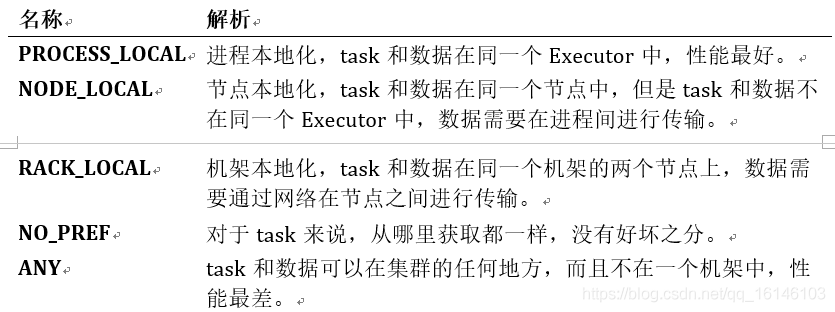 名称 解析
PROCESS_LOCAL 进程本地化，task 和数据在同一个 Executor 中，性能最好。
NODE_LOCAL 节点本地化，task 和数据在同一个节点中，但是 task 和数据不
在同一个 Executor 中，数据需要在进程间进行传输。
RACK_LOCAL 机架本地化，task 和数据在同一个机架的两个节点上，数据需
要通过网络在节点之间进行传输。
NO_PREF 对于 task 来说，从哪里获取都一样，没有好坏之分。
ANY task 和数据可以在集群的任何地方，而且不在一个机架中，性
能最差。
https://blog.csdn.net/qq_16146103